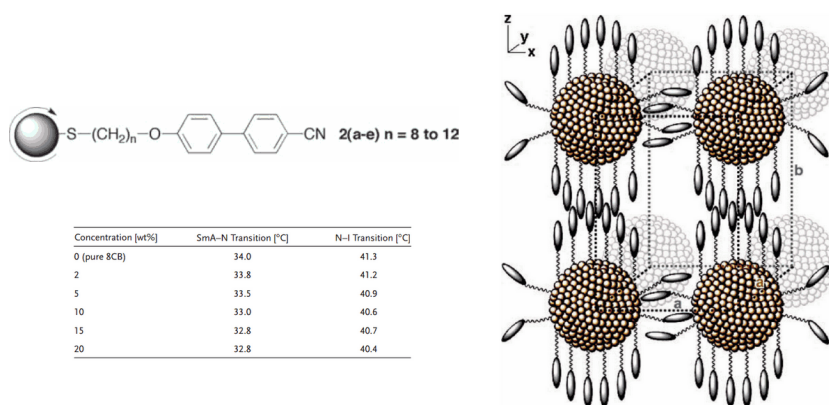 S–(CH2)n–O CN 2(a-e) n = 8 to 12
Concentration [wt%] SmA–N Transition [°C] N–I Transition [°C]
0 (pure 8CB) 34.0 41.3
2 33.8 41.2
5 33.5 40.9
10 33.0 40.6
15 32.8 40.7
20 32.8 40.4
z
y
x
b
a
a